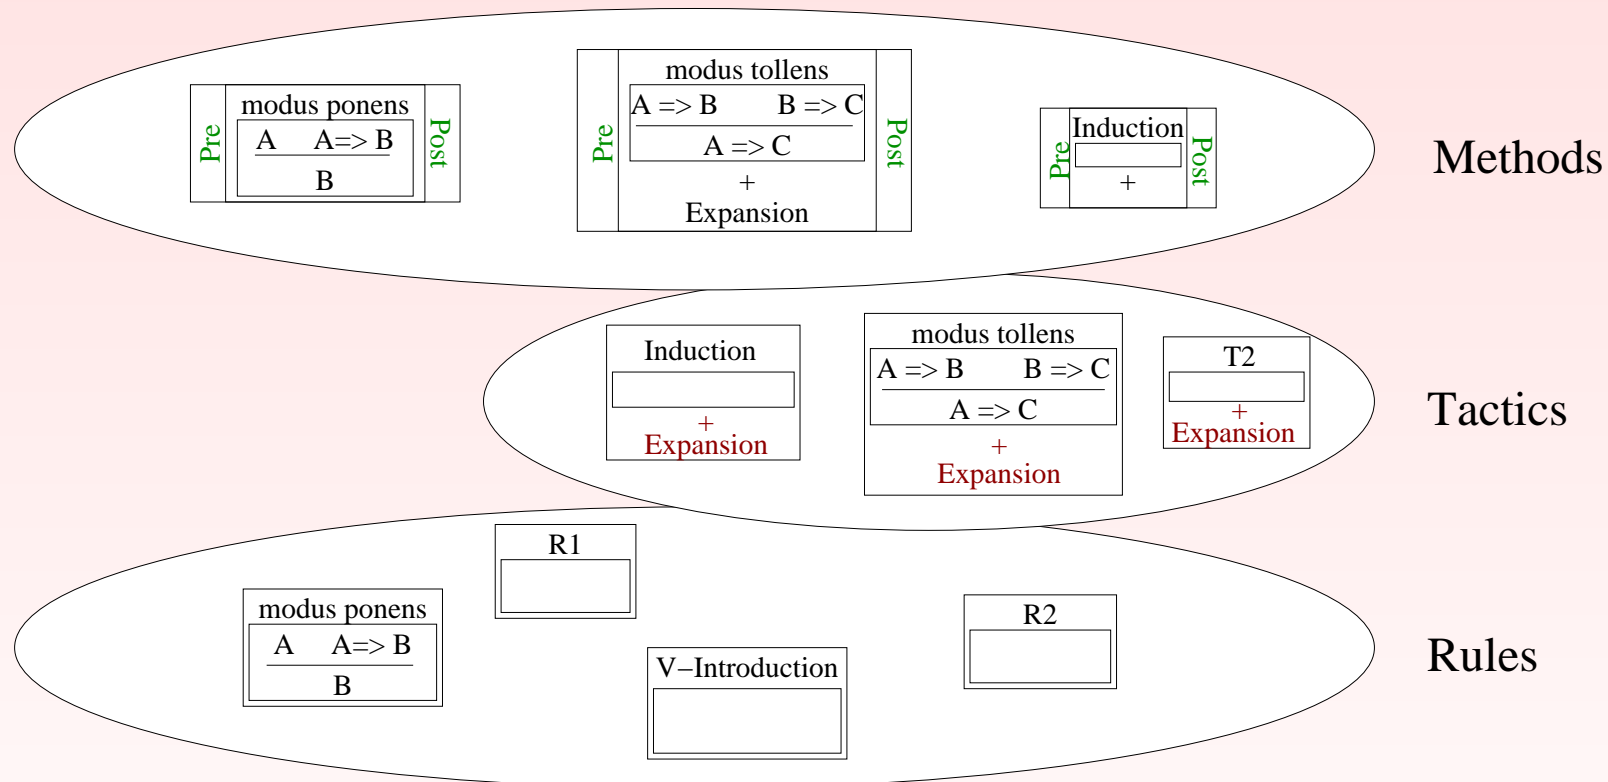 modus ponens
A A=> B
B
Pre
Post
modus tollens
A => B B => C
A => C
+
Expansion
Pre
Post
Induction
+
Pre
Post
Methods
Induction
+
Expansion
modus tollens
A => B B => C
A => C
+
Expansion
T2
+
Expansion
Tactics
R1
modus ponens
A A=> B
B
V–Introduction
R2
Rules